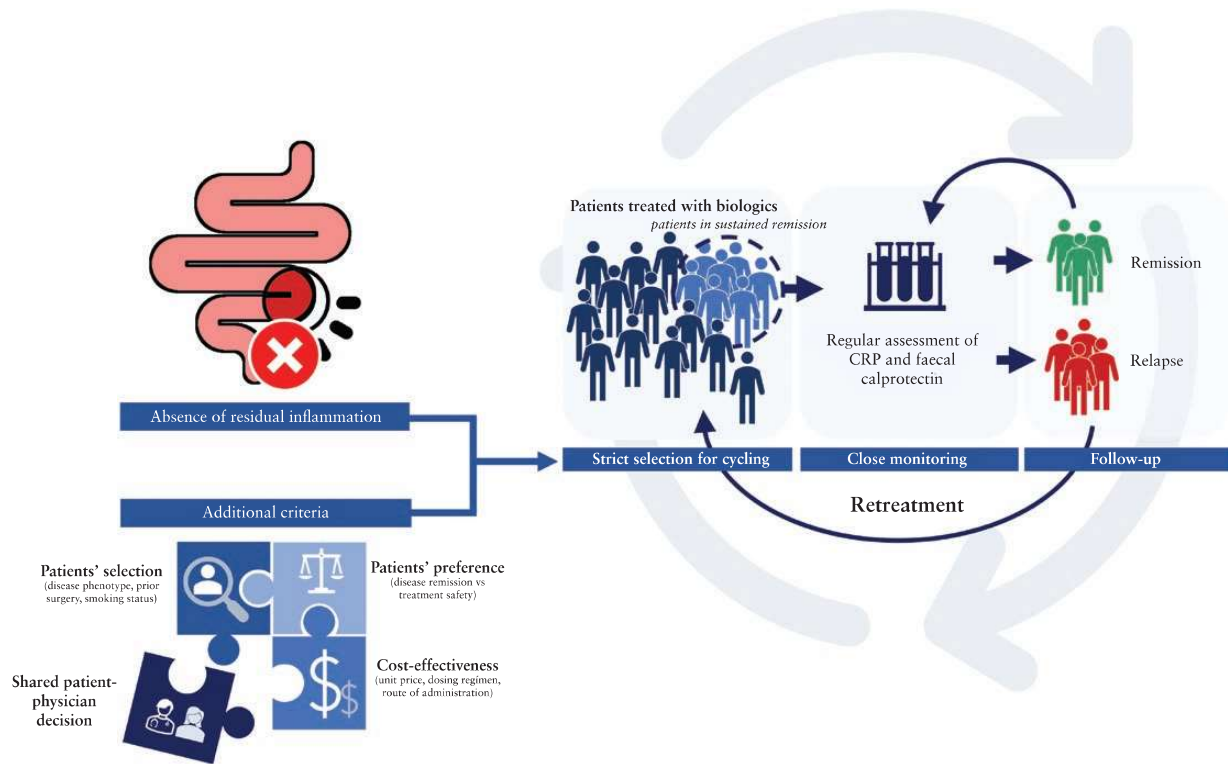 Absence of residual inflammation
Additional criteria
Patients’ selection
(disease phenotype, prior
surgery, smoking status)
Patients’ preference
(disease remission vs
treatment safety)
Shared patient-
physician
decision
Cost-effectiveness
(unit price, dosing regímen,
route of administration)
Patients treated with biologics
patients in sustained remission
Regular assessment of
CRP and faecal
calprotectin
Remission
Relapse
Strict selection for cycling
Close monitoring
Follow-up
Retreatment